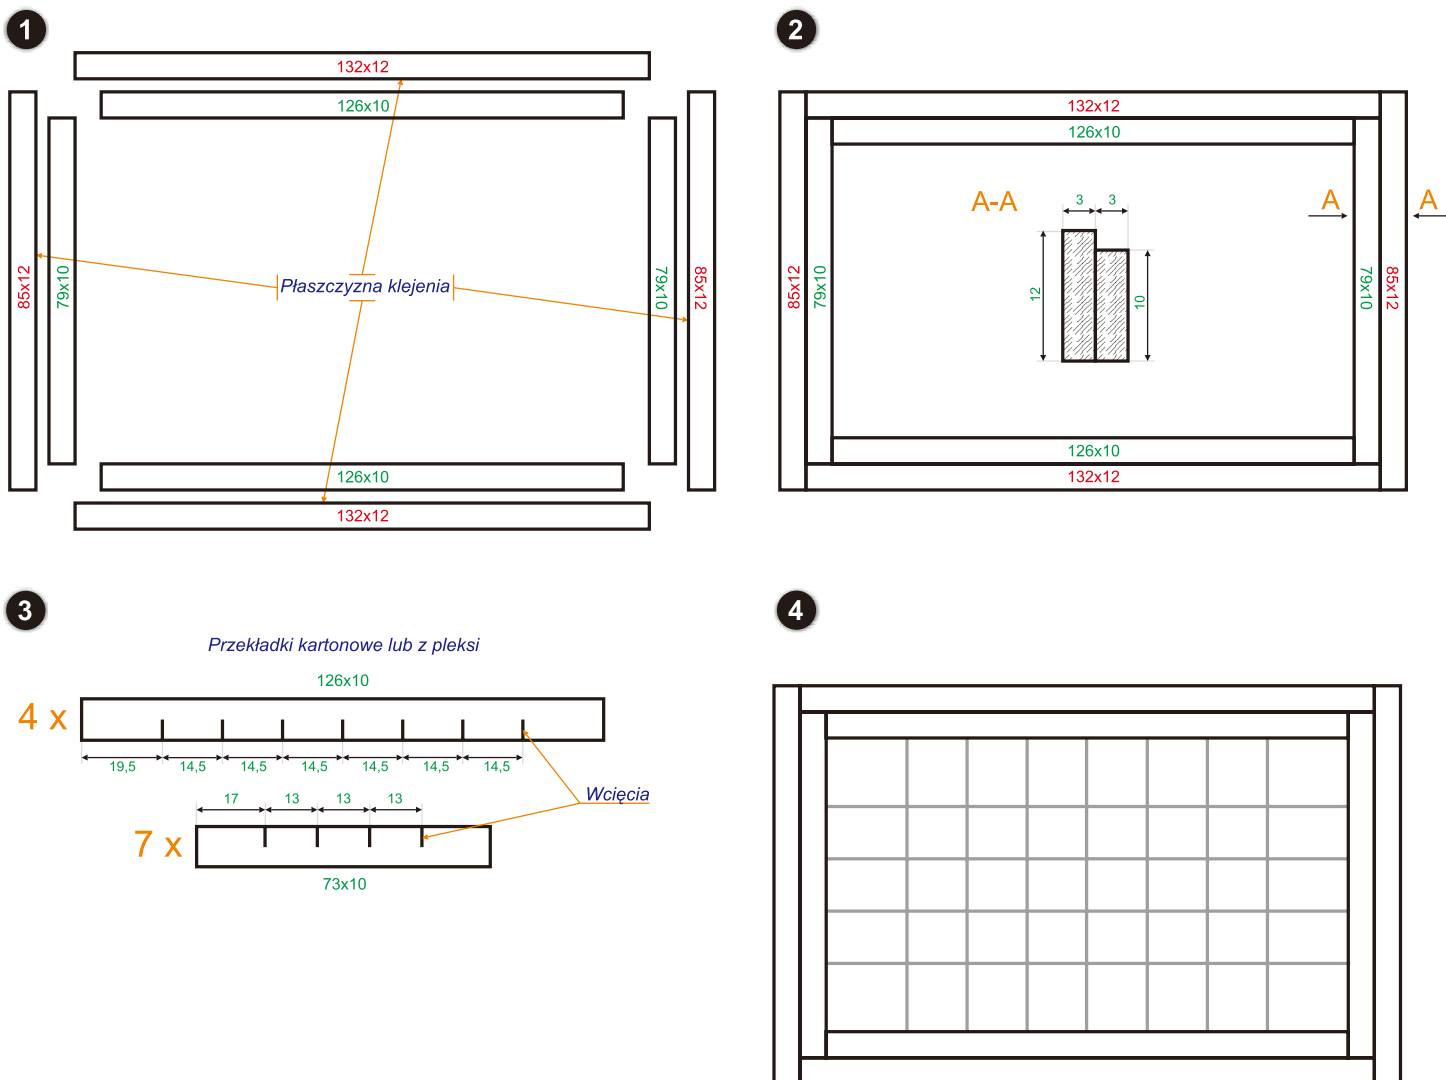 1
132x12
126x10
85x12
79x10
Płaszczyzna klejenia
79x10
85x12
126x10
132x12
2
132x12
126x10
A-A
3
3
A
A
12
10
85x12
79x10
79x10
85x12
126x10
132x12
3
Przekładki kartonowe lub z pleksi
126x10
4 x
19,5
14,5
14,5
14,5
14,5
14,5
14,5
Wcięcia
17
13
13
13
7 x
73x10
4